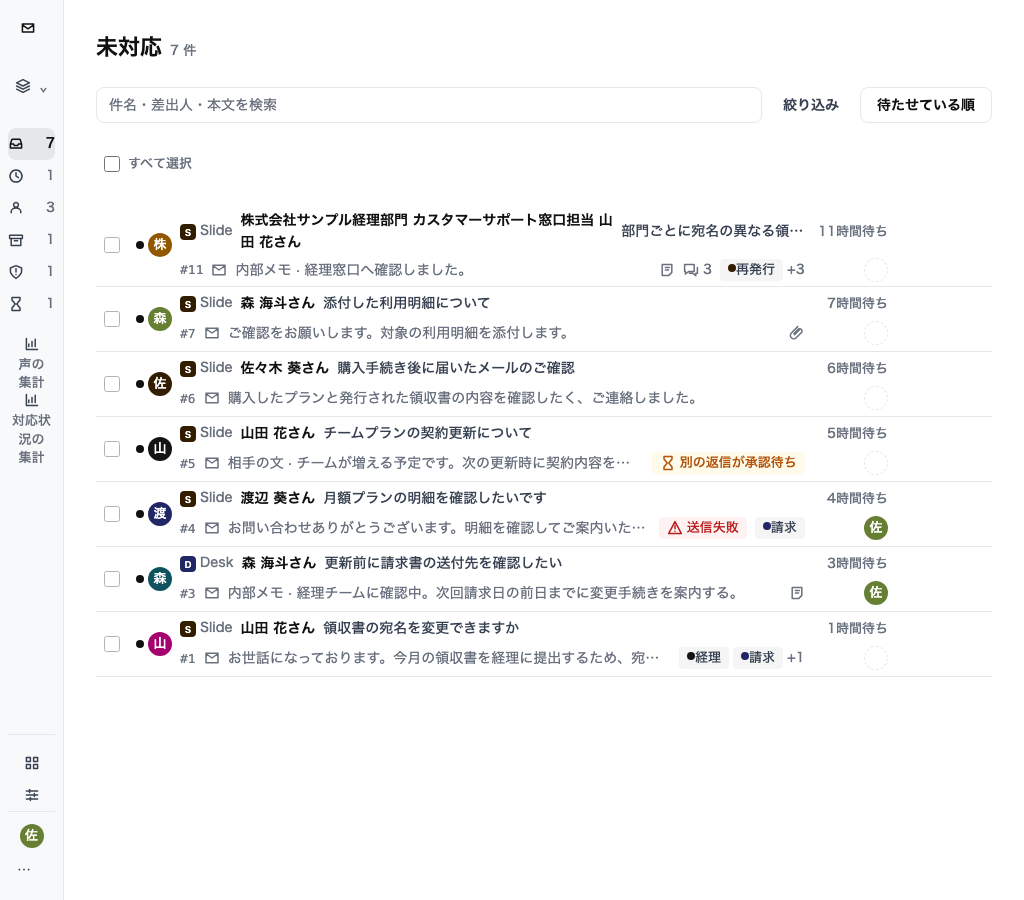 未対応 7 件
件名・差出人・本文を検索
絞り込み
待たせている順
7
1
3
1
1
1
声の
集計
対応状
況の
集計
佐
…
すべて選択
株 S Slide 株式会社サンプル経理部門 カスタマーサポート窓口担当 山
田 花さん 部門ごとに宛名の異なる領… 11時間待ち
#11 内部メモ · 経理窓口へ確認しました。 3 再発行 +3
森 S Slide 森 海斗さん 添付した利用明細について 7時間待ち
#7 ご確認をお願いします。対象の利用明細を添付します。
佐 S Slide 佐々木 葵さん 購入手続き後に届いたメールのご確認 6時間待ち
#6 購入したプランと発行された領収書の内容を確認したく、ご連絡しました。
山 S Slide 山田 花さん チームプランの契約更新について 5時間待ち
#5 相手の文 · チームが増える予定です。次の更新時に契約内容を… 別の返信が承認待ち
渡 S Slide 渡辺 葵さん 月額プランの明細を確認したいです 4時間待ち
#4 お問い合わせありがとうございます。明細を確認してご案内いた… 送信失敗 請求 佐
森 D Desk 森 海斗さん 更新前に請求書の送付先を確認したい 3時間待ち
#3 内部メモ · 経理チームに確認中。次回請求日の前日までに変更手続きを案内する。 佐
山 S Slide 山田 花さん 領収書の宛名を変更できますか 1時間待ち
#1 お世話になっております。今月の領収書を経理に提出するため、宛… 経理 請求 +1